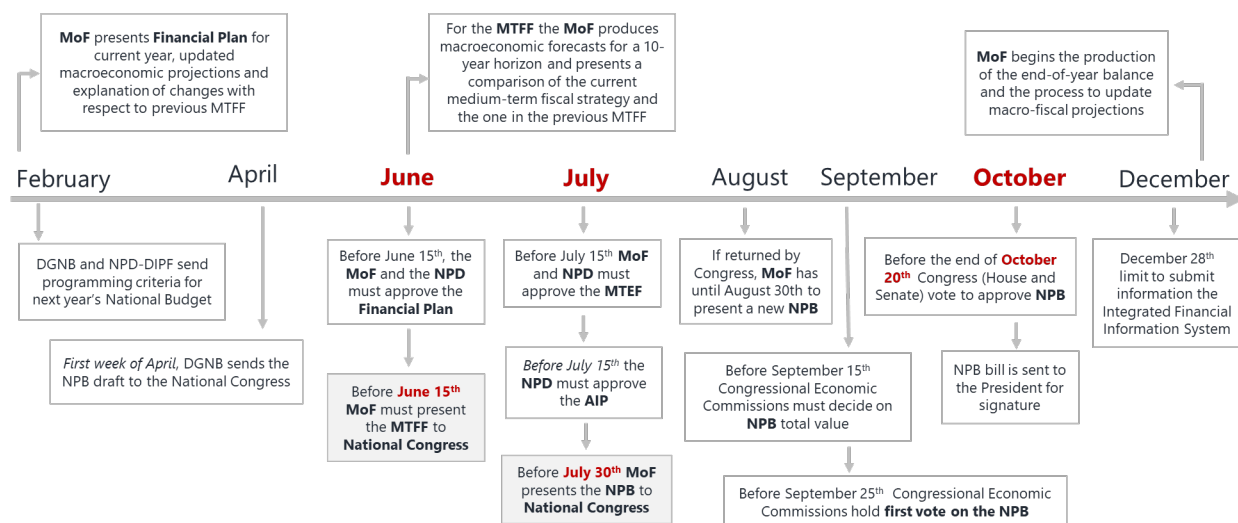 MoF presents Financial Plan for
current year, updated
macroeconomic projections and
explanation of changes with
respect to previous MTFF
For the MTFF the MoF produces
macroeconomic forecasts for a 10-
year horizon and presents a
comparison of the current
medium-term fiscal strategy and
the one in the previous MTFF
MoF begins the production
of the end-of-year balance
and the process to update
macro-fiscal projections
February
April
June
July
August
September
October
December
DGNB and NPD-DIPF send
programming criteria for
next year's National Budget
First week of April, DGNB sends the
NPB draft to the National Congress
Before June 15th, the
MoF and the NPD
must approve the
Financial Plan
Before June 15th
MoF must present
the MTFF to
National Congress
Before July 15th MoF
and NPD must
approve the MTEF
Before July 15th the
NPD must approve
the AIP
Before July 30th MoF
presents the NPB to
National Congress
If returned by
Congress, MoF has
until August 30th to
present a new NPB
Before September 15th
Congressional Economic
Commissions must decide on
NPB total value
Before September 25th Congressional Economic
Commissions hold first vote on the NPB
Before the end of October
20th Congress (House and
Senate) vote to approve NPB
NPB bill is sent to
the President for
signature
December 28th
limit to submit
information the
Integrated Financial
Information System